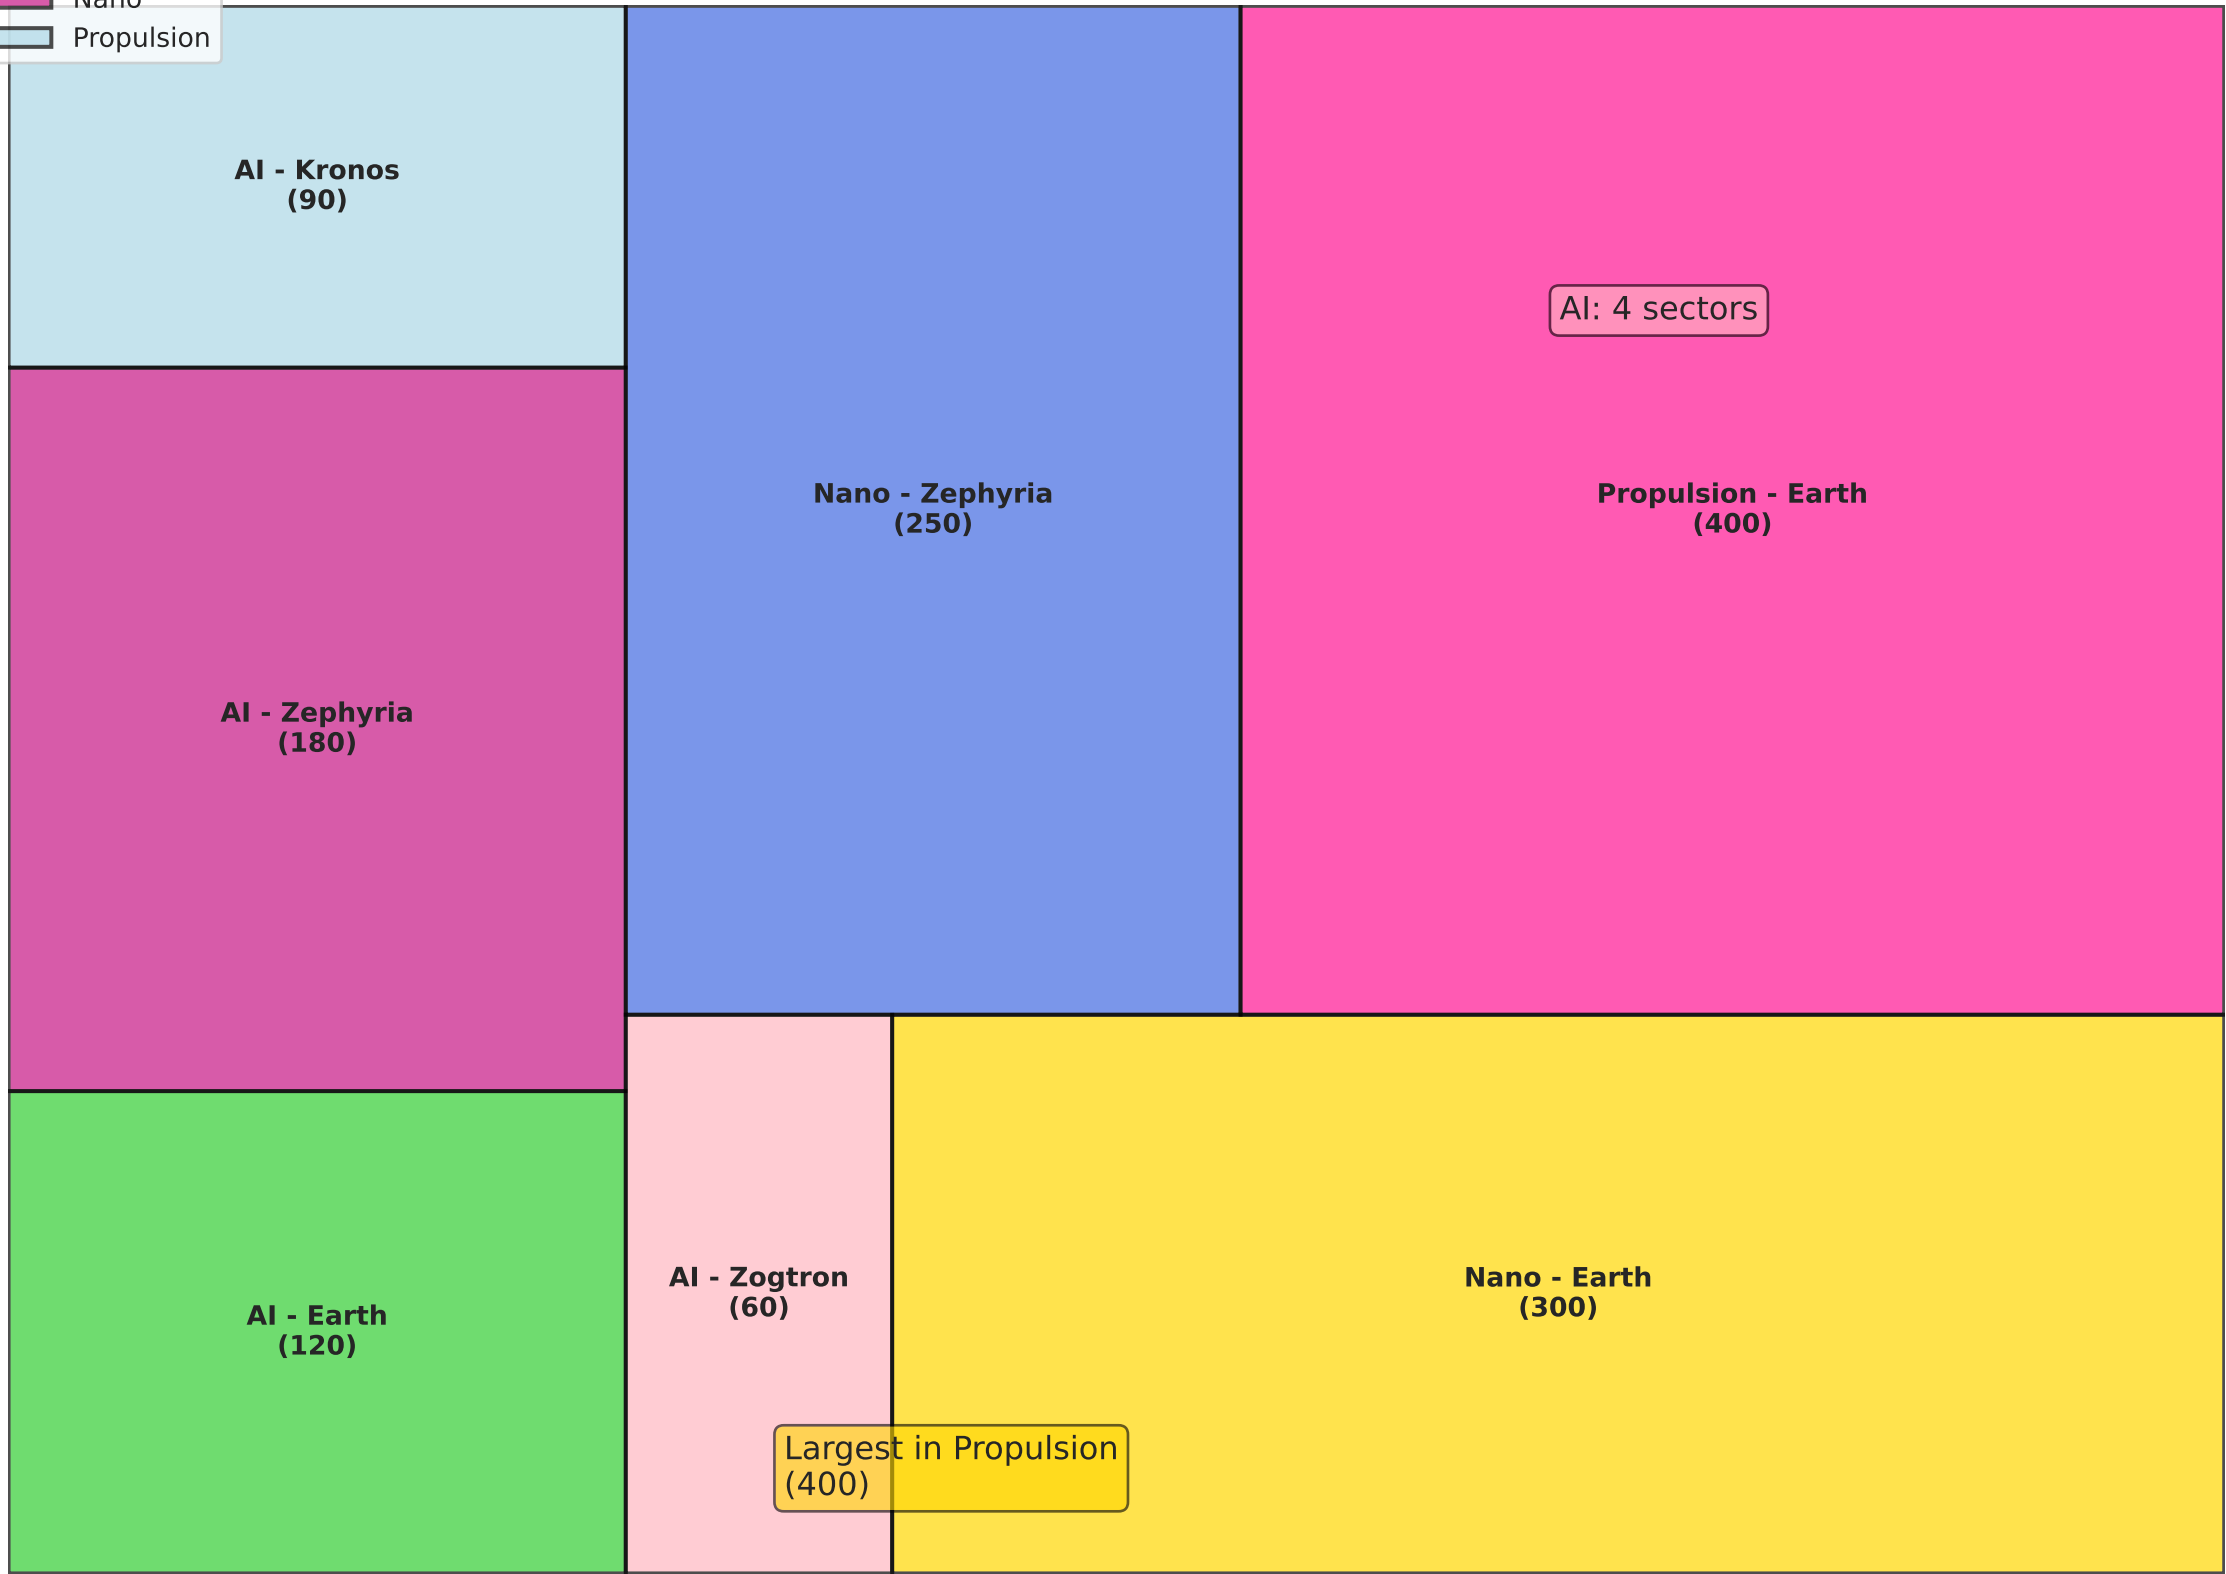 Nano
Propulsion
AI - Kronos
(90)
AI - Zephyria
(180)
AI - Earth
(120)
Nano - Zephyria
(250)
AI: 4 sectors
Propulsion - Earth
(400)
AI - Zogtron
(60)
Nano - Earth
(300)
Largest in Propulsion
(400)